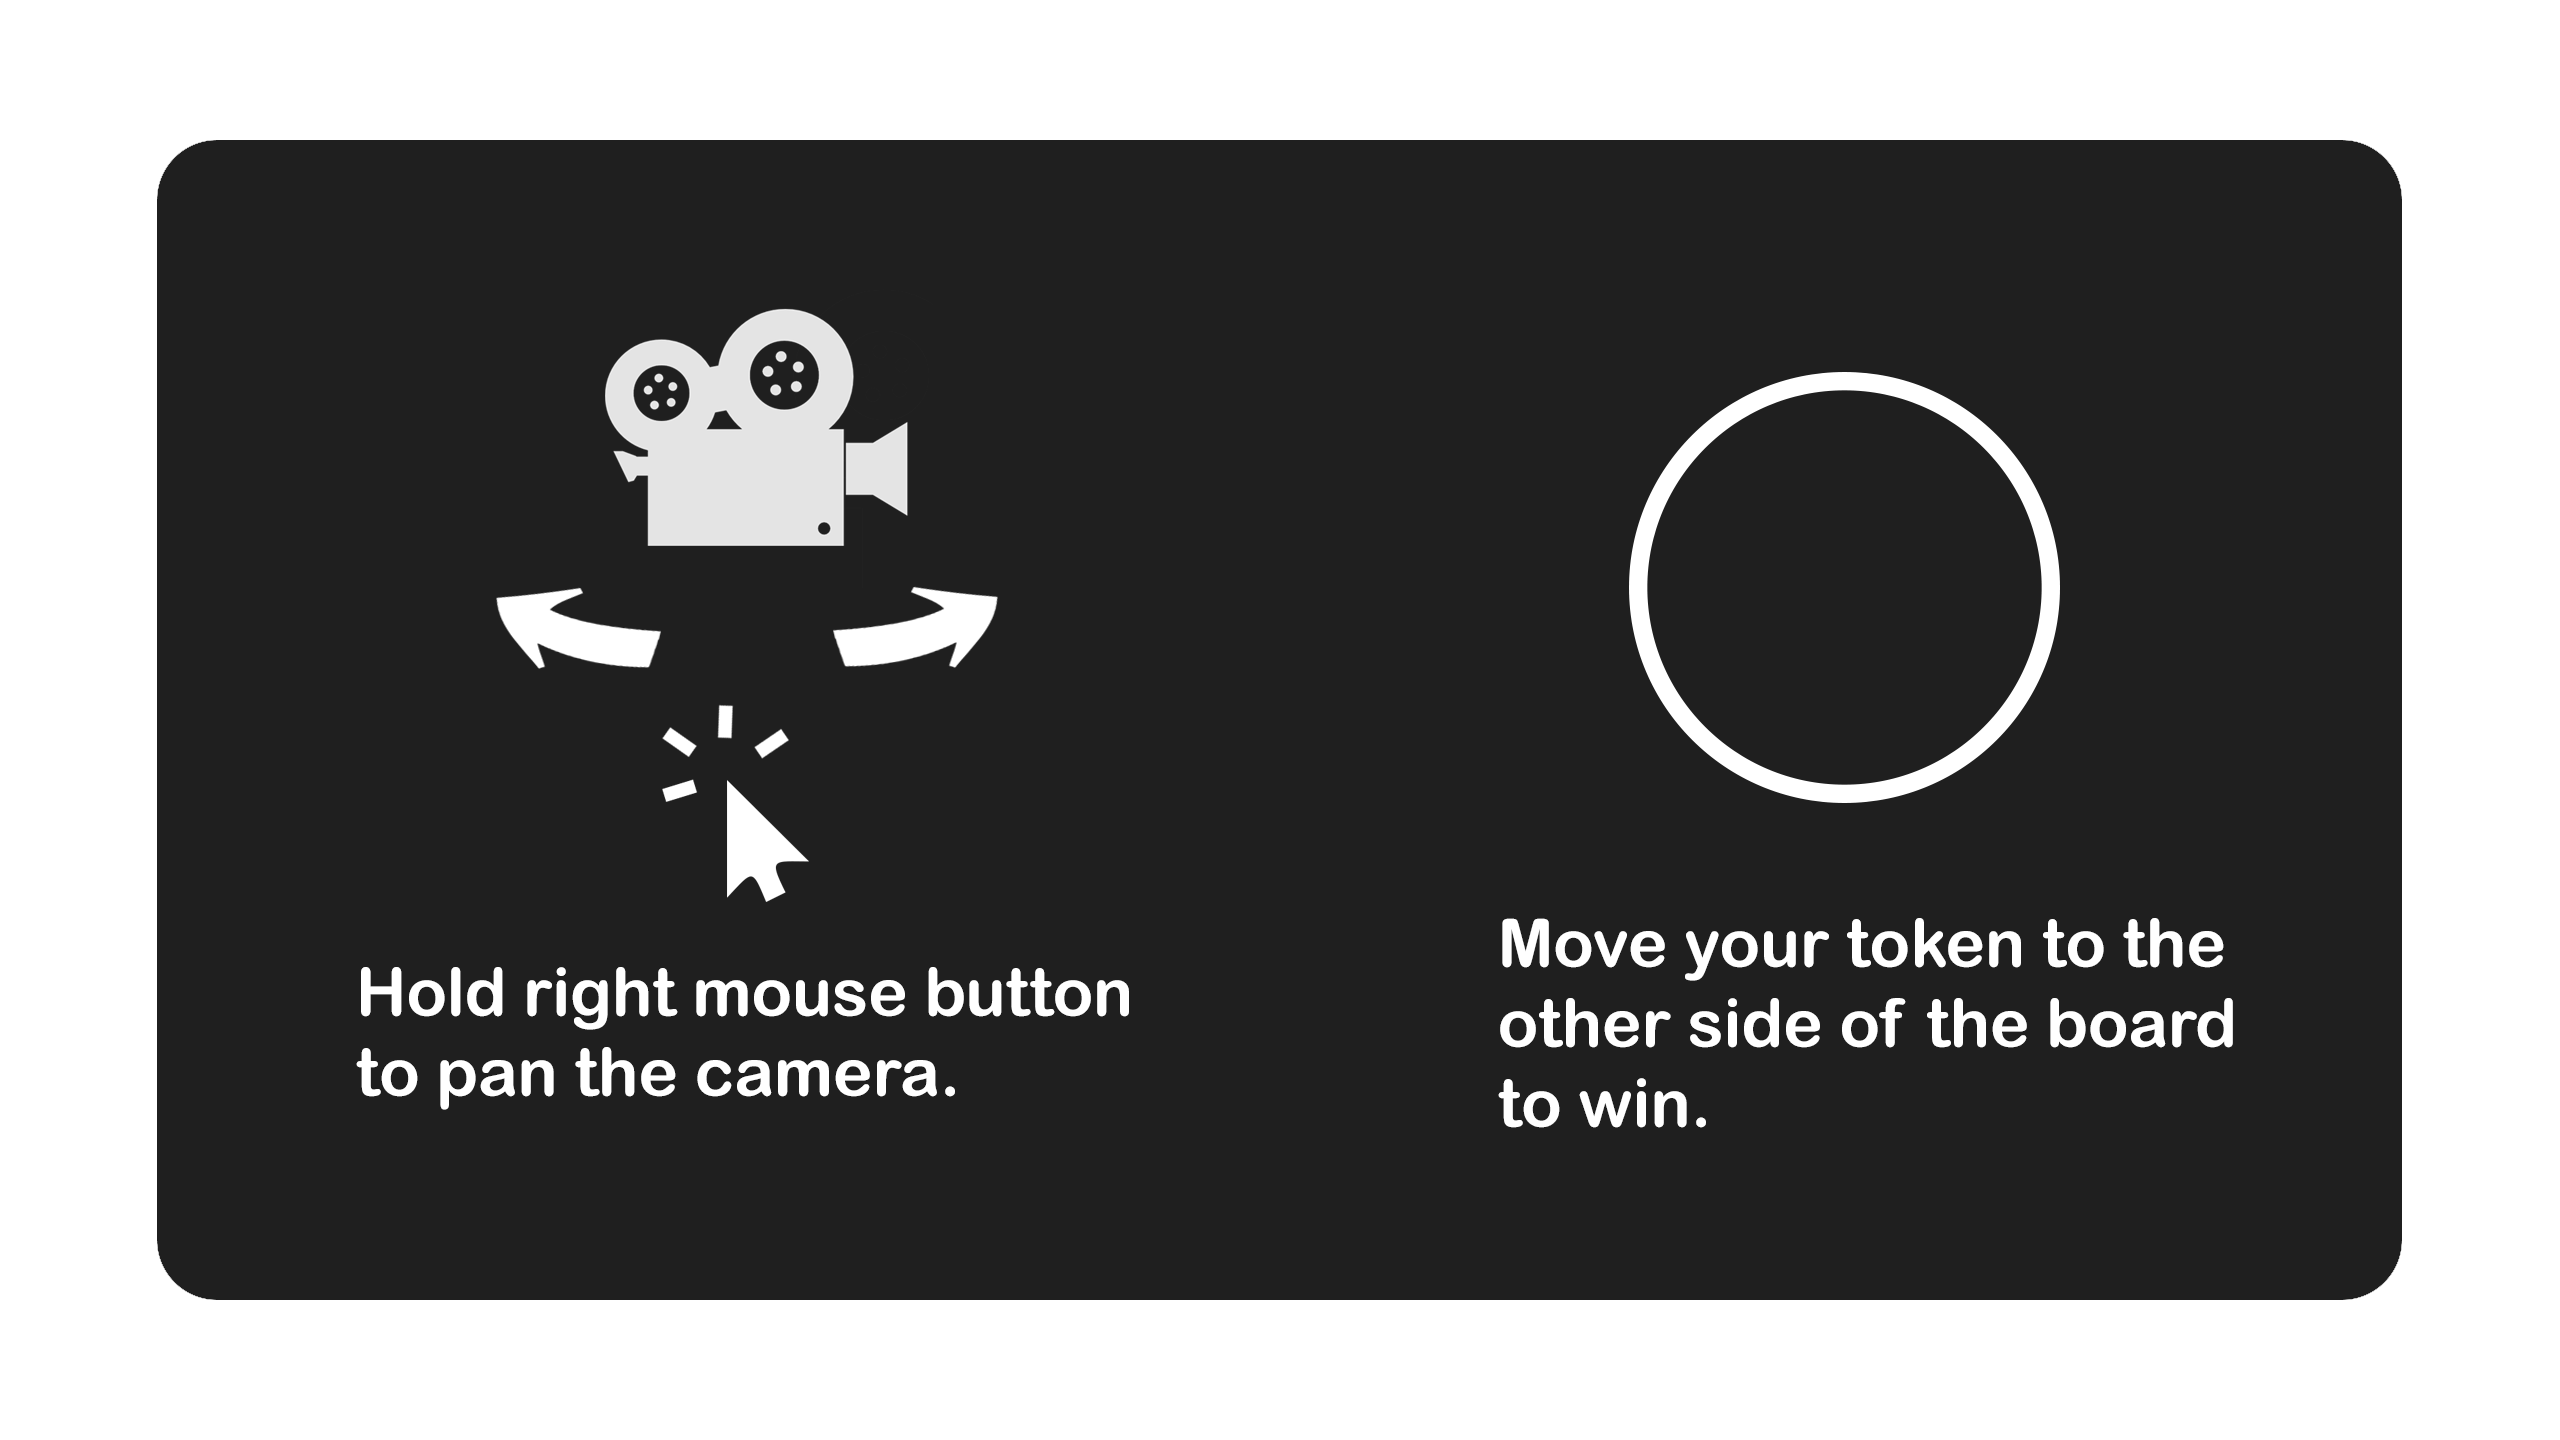 Hold right mouse button
to pan the camera.
Move your token to the
other side of the board
to win.